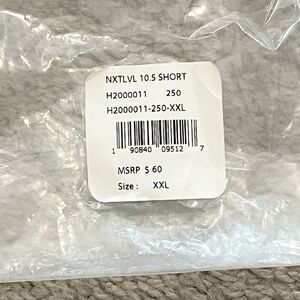 NXTLVL 10.5 SHORT
H2000011 250
H2000011-250-XXL
1 90840 09512 7
MSRP $ 60
Size : XXL